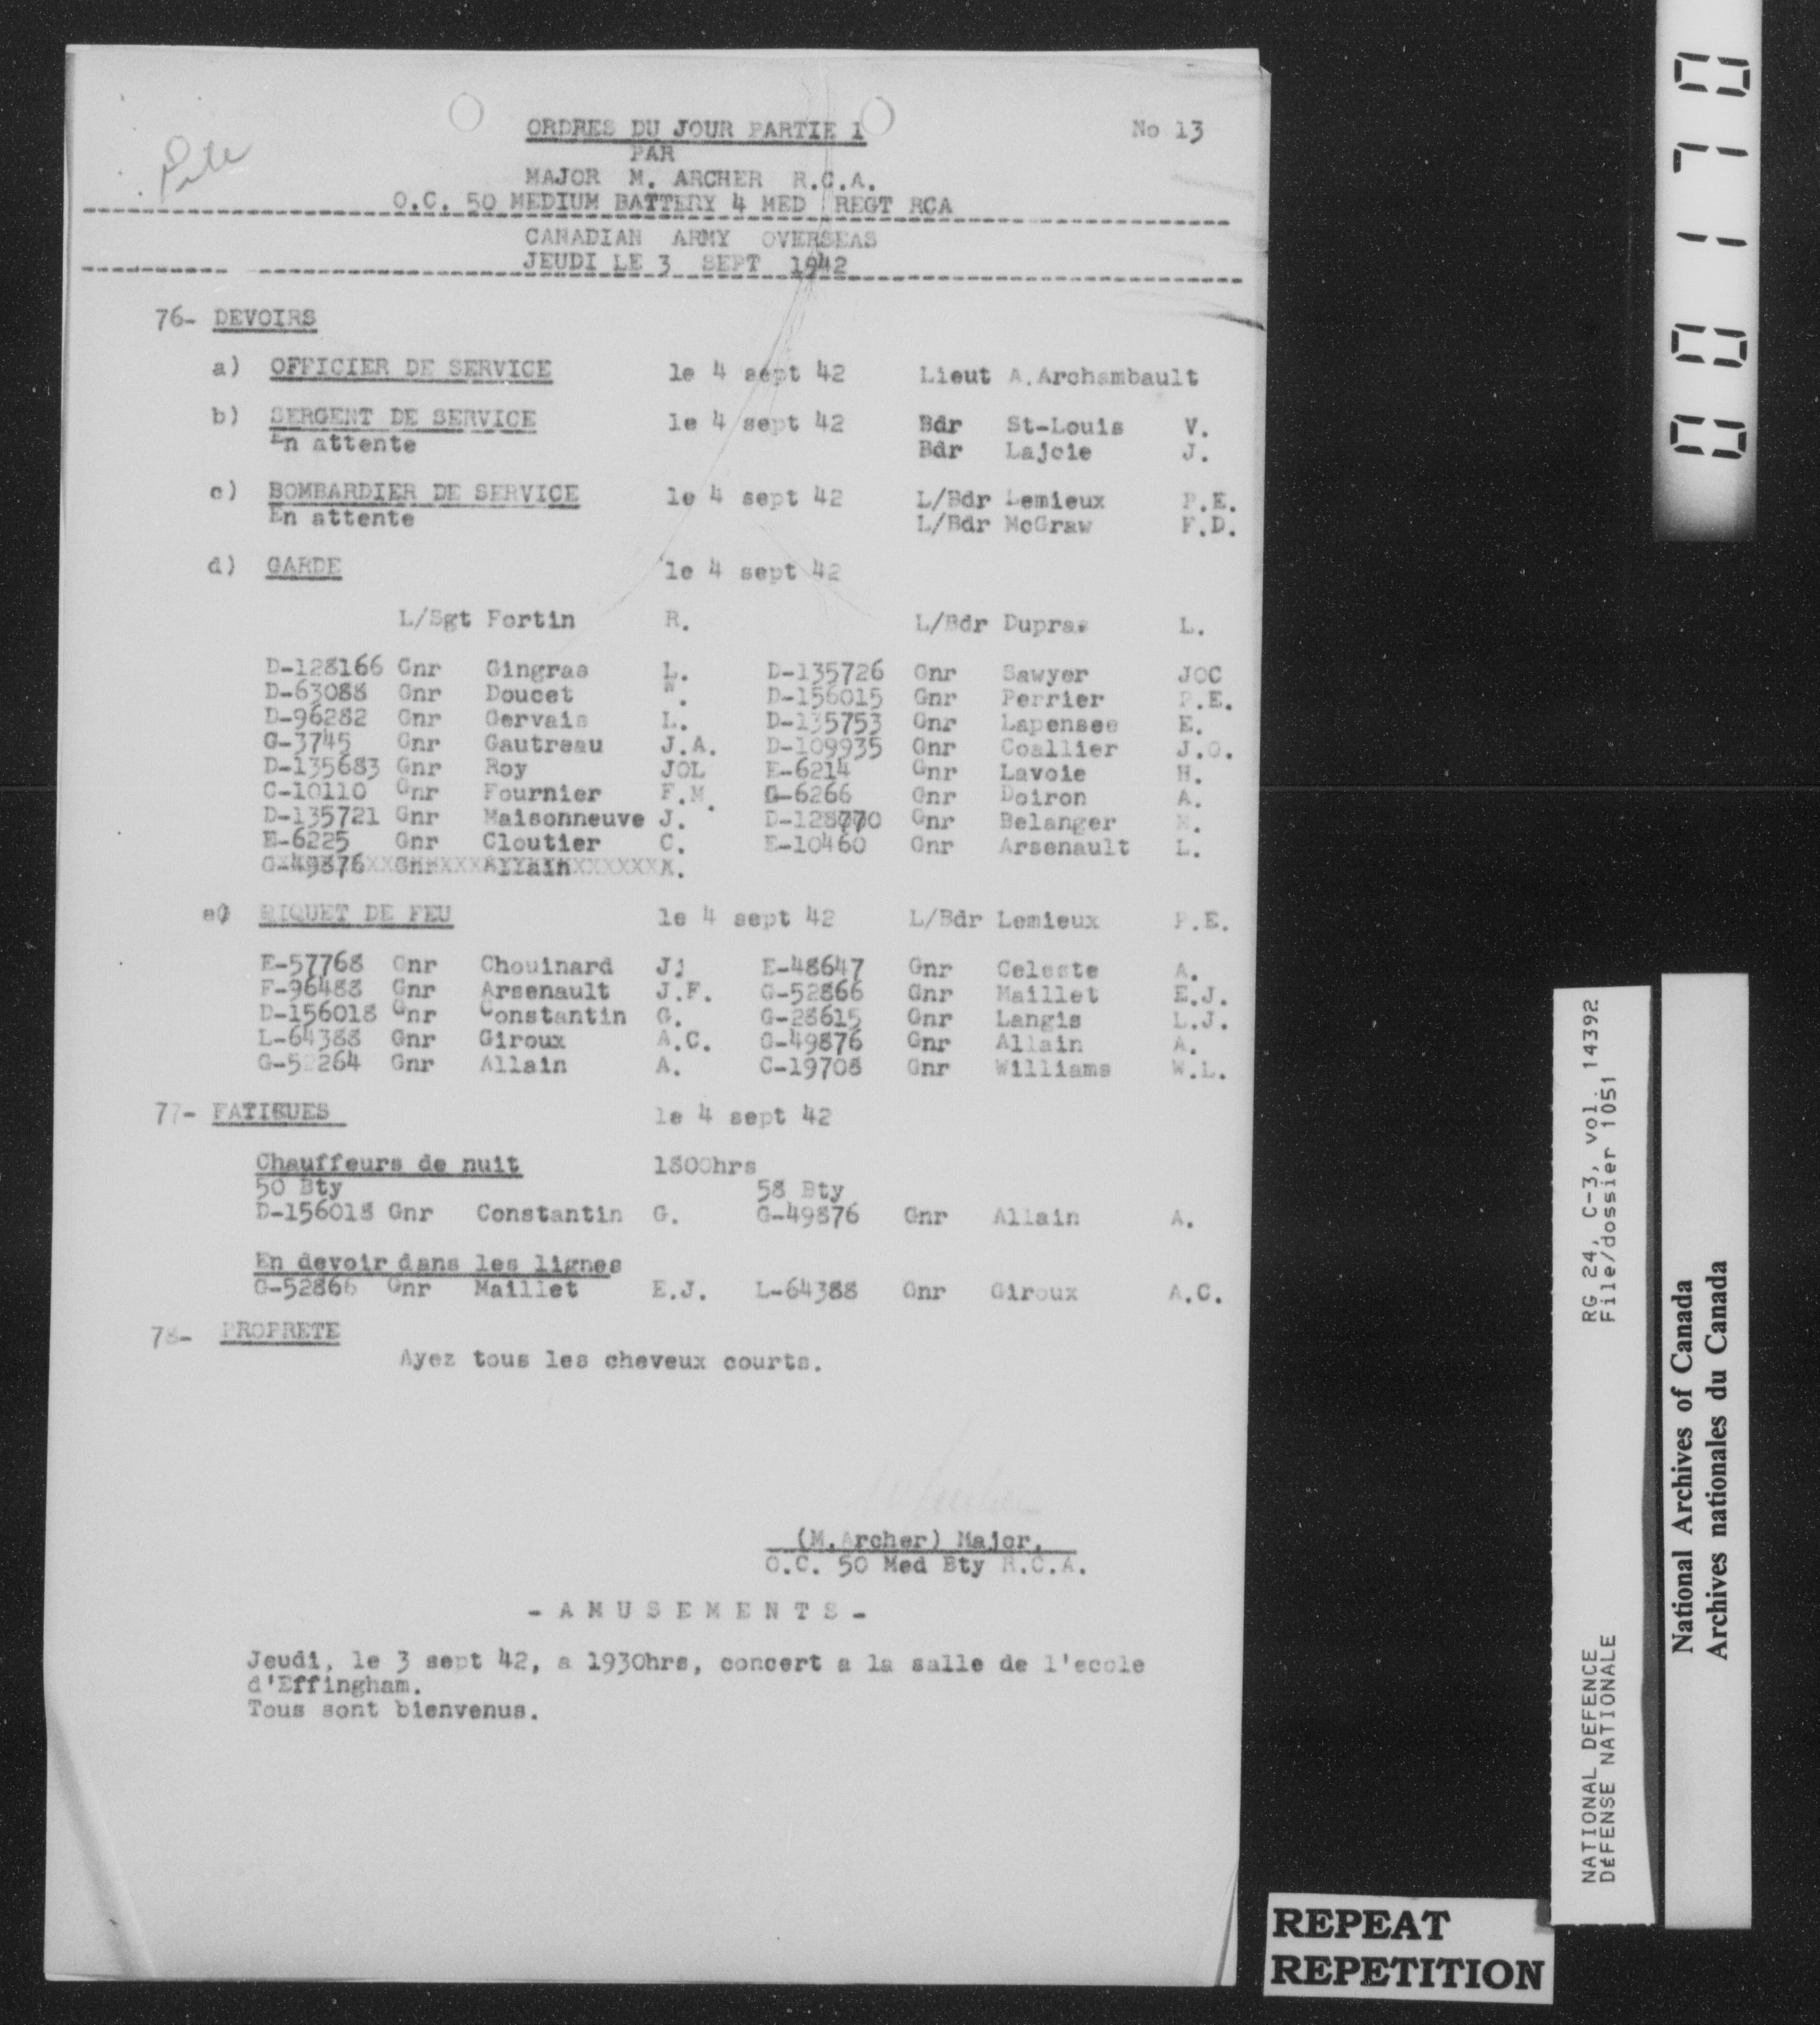 File
ORDRES DU JOUR PARTIE 1 No 13
PAR
MAJOR M. ARCHER R.C.A.
O.C. 50 MEDIUM BATTERY 4 MED REGT RCA
CANADIAN ARMY OVERSEAS
JEUDI LE 3 SEPT 1942
76- DEVOIRS
a) OFFICIER DE SERVICE le 4 sept 42 Lieut A.Archambault
b) SERGENT DE SERVICE le 4 sept 42 Bdr St-Louis V.
En attente Bdr Lajoie J.
c) BOMBARDIER DE SERVICE le 4 sept 42 L/Bdr Lemieux P.E.
En attente L/Bdr McGraw F.D.
d) GARDE le 4 sept 42
L/Sgt Fortin R. L/Bdr Dupras L.
D-128166 Gnr Gingras L. D-135726 Gnr Sawyer JOC
D-63088 Gnr Doucet W. D-156015 Gnr Perrier P.E.
D-96282 Gnr Gervais L. D-135753 Gnr Lapensee E.
G-3745 Gnr Gautreau J.A. D-109935 Gnr Coallier J.O.
D-135683 Gnr Roy JOL E-6214 Gnr Lavoie H.
C-10110 Gnr Fournier F.M. G-6266 Gnr Doiron A.
D-135721 Gnr Maisonneuve J. Gnr Belanger
E-6225 Gnr Cloutier C. E-10460 Gnr Arsenault L.
G-49876 Gnr Allain A.
e) PIQUET DE FEU le 4 sept 42 L/Bdr Lemieux P.E.
E-57768 Gnr Chouinard J. E-48647 Gnr Celeste A.
F-96488 Gnr Arsenault J.F. G-52866 Gnr Maillet E.J.
D-156018 Gnr Constantin G. G-28615 Gnr Langis L.J.
L-64388 Gnr Giroux A.C. G-49876 Gnr Allain A.
G-52264 Gnr Allain A. C-19708 Gnr Williams W.L.
77- FATIGUES le 4 sept 42
Chauffeurs de nuit 1800hrs
50 Bty 58 Bty
D-156018 Gnr Constantin G. G-49876 Gnr Allain A.
En devoir dans les lignes
G-52866 Gnr Maillet E.J. L-64388 Gnr Giroux A.C.
78- PROPRETE
Ayez tous les cheveux courts.
(M.Archer) Major,
O.C. 50 Med Bty R.C.A.
- A M U S E M E N T S -
Jeudi, le 3 sept 42, a 1930hrs, concert a la salle de l'ecole
d'Effingham.
Tous sont bienvenus.
00170
RG 24, C-3, vol. 14392
File/dossier 1051
NATIONAL DEFENCE
DÉFENSE NATIONALE
National Archives of Canada
Archives nationales du Canada
REPEAT
REPETITION